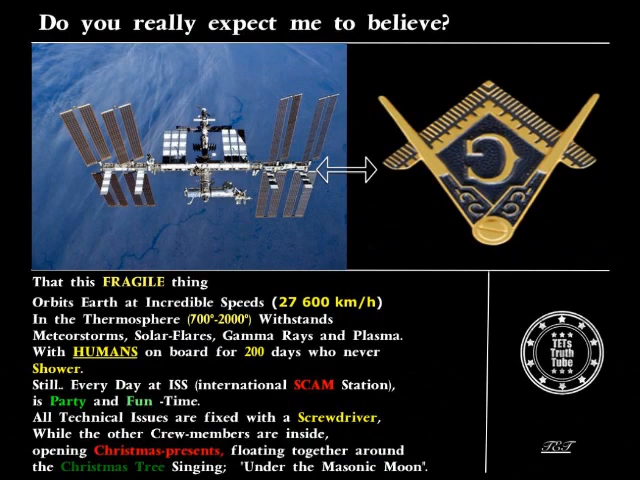 Do you really expect me to believe?
G
That this FRAGILE thing
Orbits Earth at Incredible Speeds (27 600 km/h)
In the Thermosphere (700°-2000°) Withstands
Meteorstorms, Solar-Flares, Gamma Rays and Plasma.
With HUMANS on board for 200 days who never
Shower.
Still.. Every Day at ISS (international SCAM Station),
is Party and Fun -Time.
All Technical Issues are fixed with a Screwdriver,
While the other Crew-members are inside,
opening Christmas-presents, floating together around
the Christmas Tree Singing; "Under the Masonic Moon".
TETs
Truth
Tube
TET